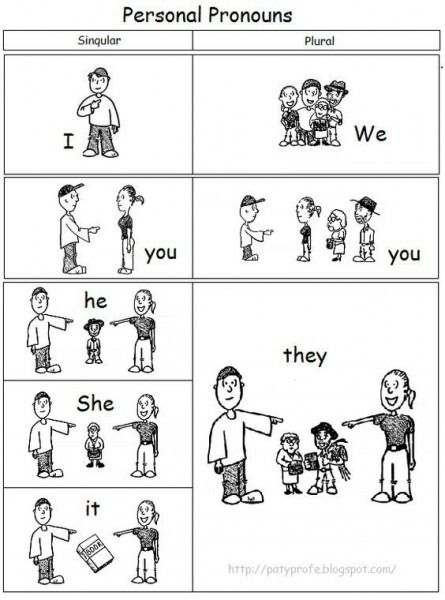 Personal Pronouns
Singular
Plural
I
We
you
you
he
they
She
it
BOOK
http://patyprofe.blogspot.com/